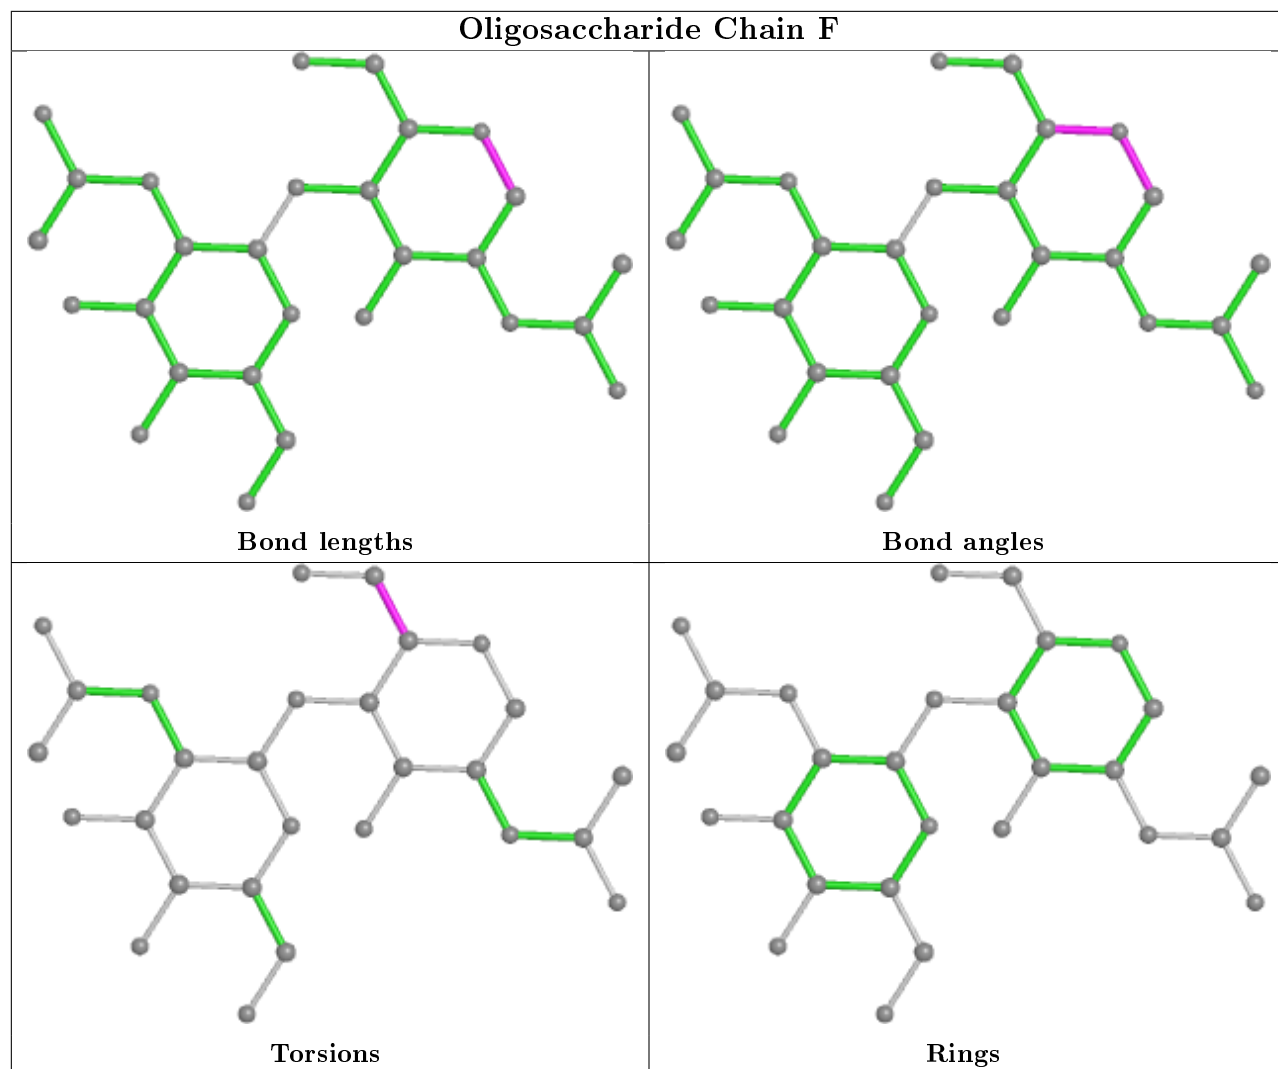 Oligosaccharide Chain F
Bond lengths
Bond angles
Torsions
Rings